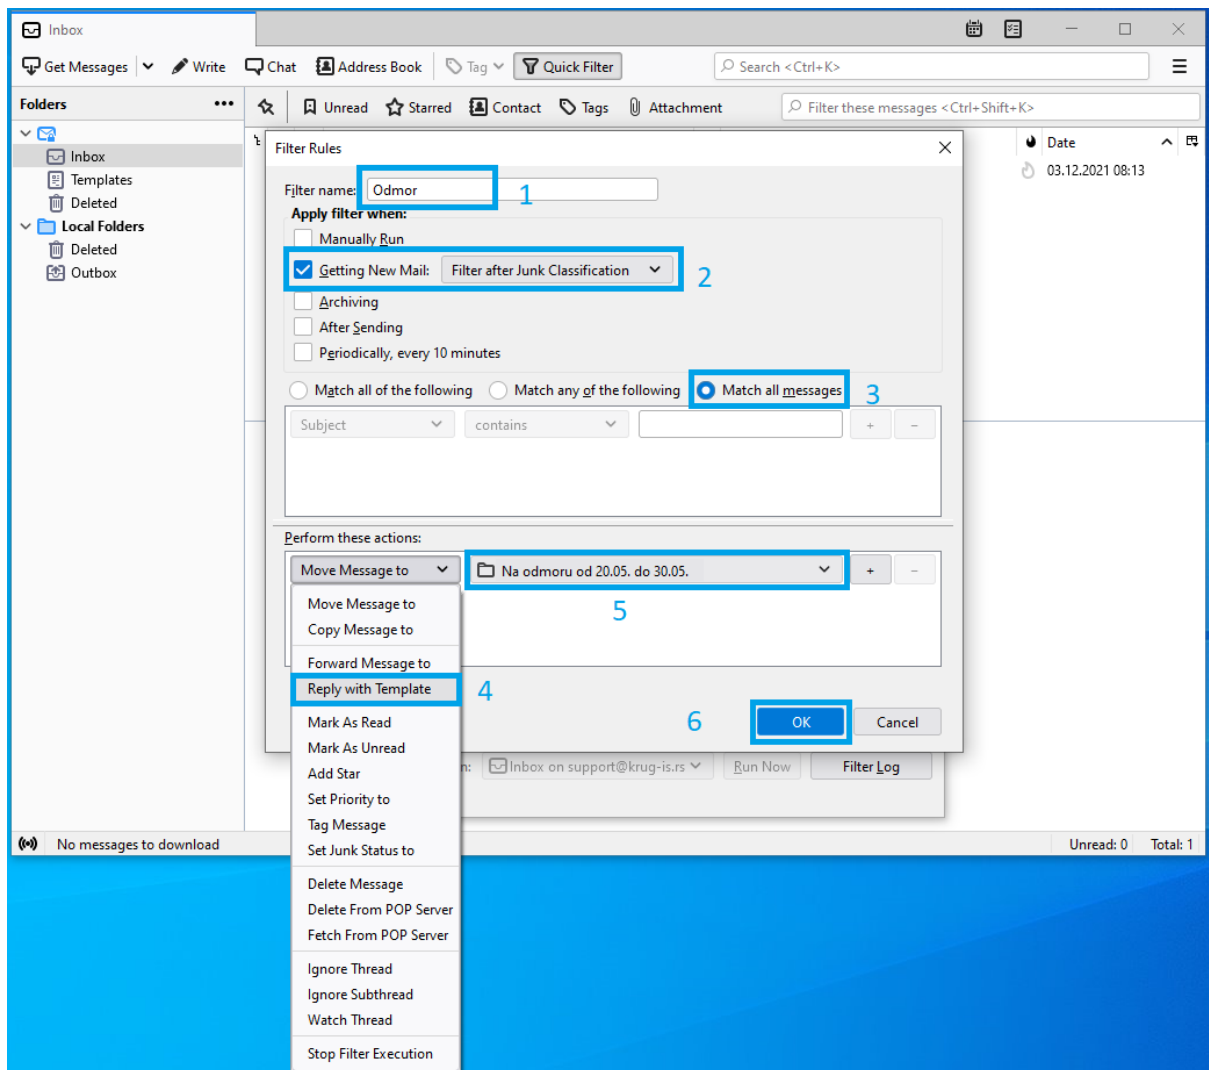 Inbox
Get Messages Write Chat Address Book Tag Quick Filter Search <Ctrl+K>
Folders ••• Unread Starred Contact Tags Attachment Filter these messages <Ctrl+Shift+K>
Inbox
Templates
Deleted
Local Folders
Deleted
Outbox
Date
03.12.2021 08:13
Filter Rules
Filter name: Odmor 1
Apply filter when:
Manually Run
Getting New Mail: Filter after Junk Classification 2
Archiving
After Sending
Periodically, every 10 minutes
Match all of the following Match any of the following Match all messages 3
Subject contains + -
Perform these actions:
Move Message to Na odmoru od 20.05. do 30.05. + -
5
Move Message to
Copy Message to
Forward Message to
Reply with Template 4
Mark As Read
Mark As Unread
Add Star
Set Priority to
Tag Message
Set Junk Status to
Delete Message
Delete From POP Server
Fetch From POP Server
Ignore Thread
Ignore Subthread
Watch Thread
Stop Filter Execution
6 OK Cancel
n: Inbox on support@krug-is.rs Run Now Filter Log
No messages to download Unread: 0 Total: 1